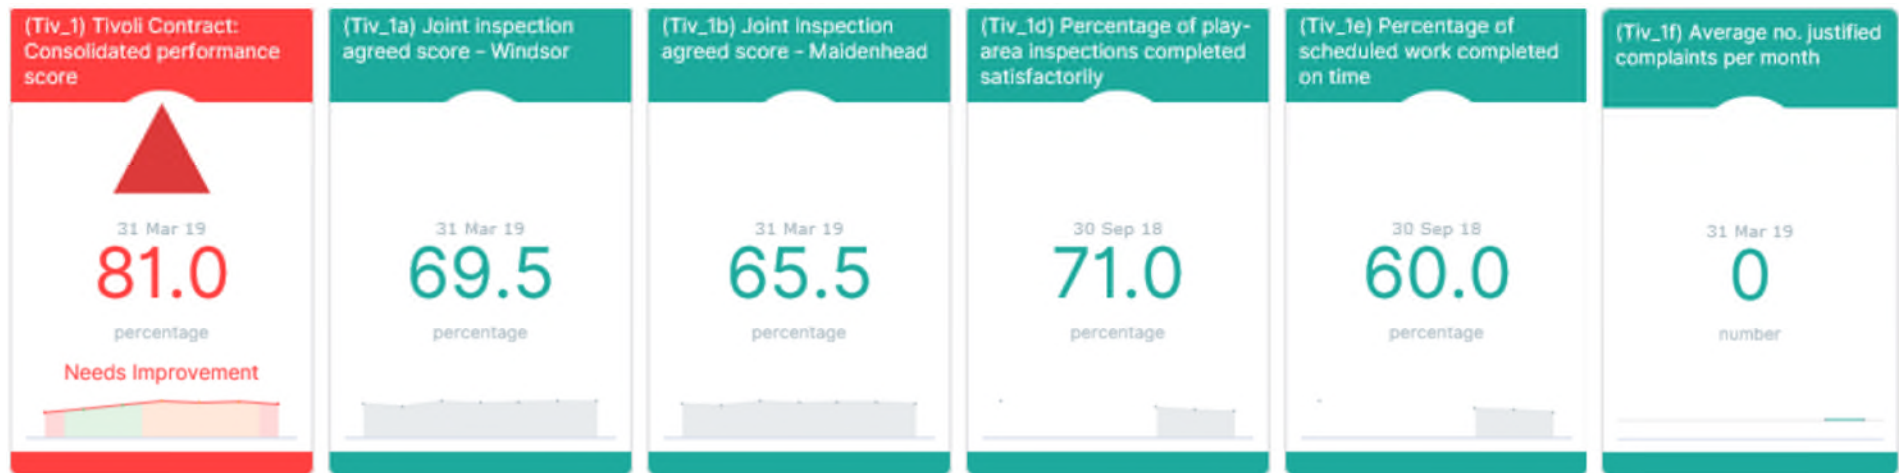 (Tiv_1) Tivoli Contract:
Consolidated performance
score
31 Mar 19
81.0
percentage
Needs Improvement
(Tiv_1a) Joint inspection
agreed score - Windsor
31 Mar 19
69.5
percentage
(Tiv_1b) Joint Inspection
agreed score - Maidenhead
31 Mar 19
65.5
percentage
(Tiv_1d) Percentage of play-
area inspections completed
satisfactorily
30 Sep 18
71.0
percentage
(Tiv_1e) Percentage of
scheduled work completed
on time
30 Sep 18
60.0
percentage
(Tiv_1f) Average no. justified
complaints per month
31 Mar 19
0
number